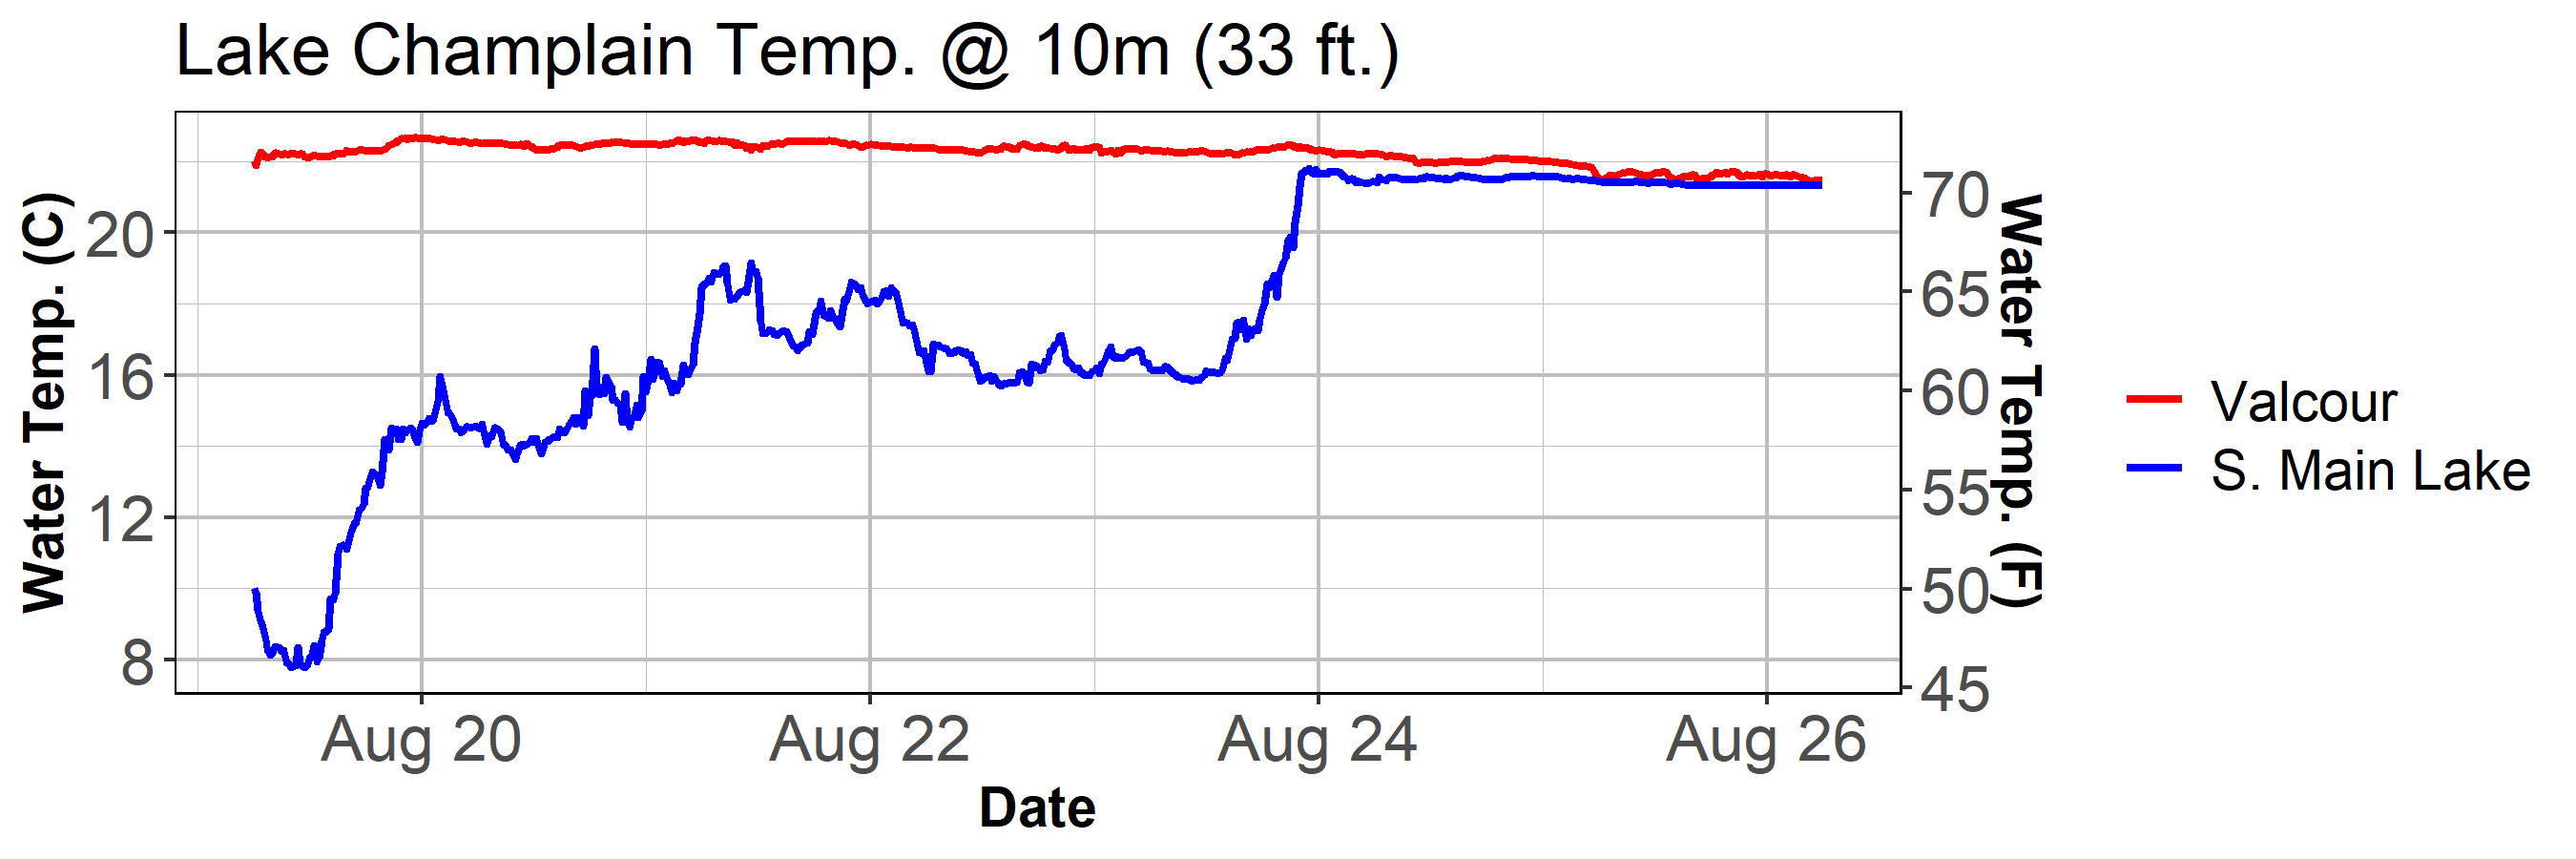 Lake Champlain Temp. @ 10m (33 ft.)
Water Temp. (C)
20
16
12
8
70
65
60
55
50
45
Water Temp. (F)
Aug 20
Aug 22
Aug 24
Aug 26
Date
Valcour
S. Main Lake